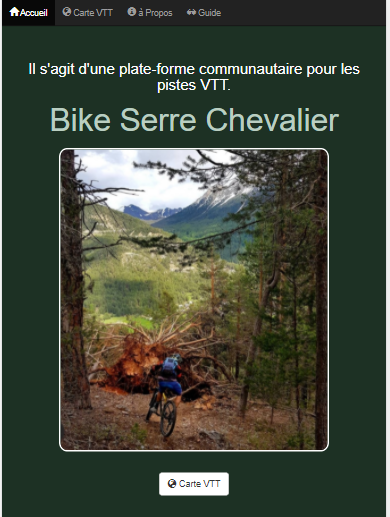 Accueil Carte VTT à Propos Guide
Il s'agit d'une plate-forme communautaire pour les
pistes VTT.
Bike Serre Chevalier
Carte VTT